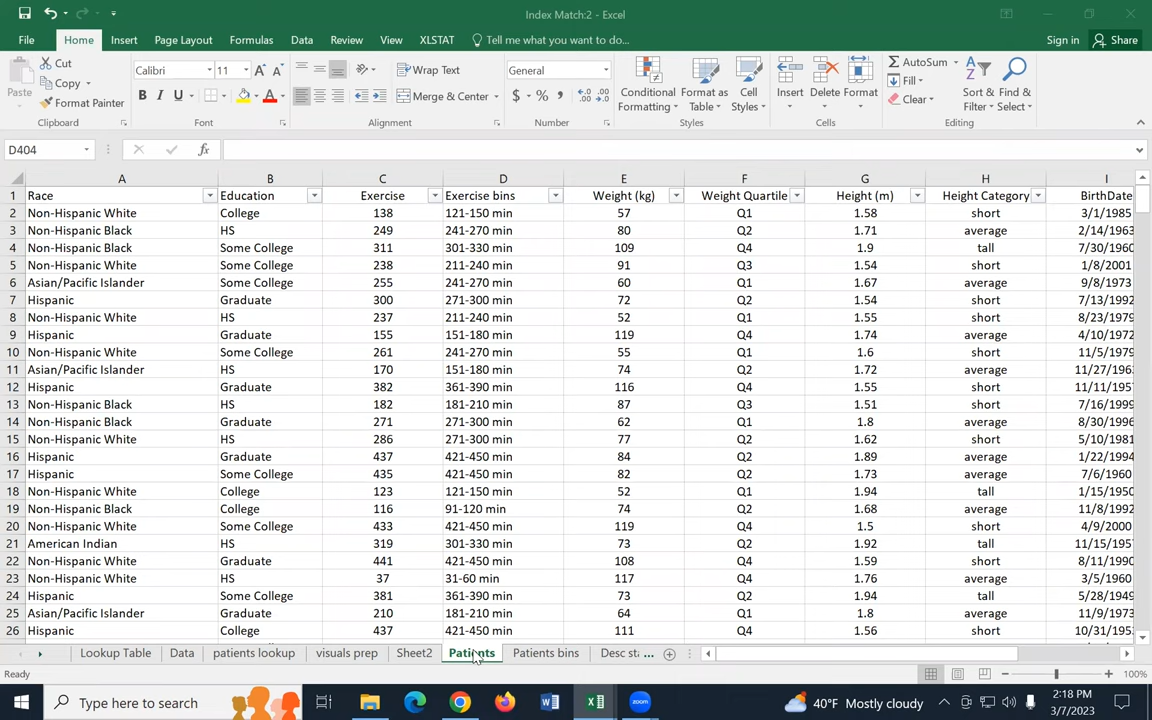 Index Match:2 - Excel
File Home Insert Page Layout Formulas Data Review View XLSTAT Tell me what you want to do... Sign in Share
Paste Cut Calibri 11 Wrap Text General AutoSum
Copy Fill
Format Painter Merge & Center Clear
Conditional Formatting Format as Table Cell Styles Insert Delete Format Sort & Filter Find & Select
Clipboard Font Alignment Number Styles Cells Editing
D404 fx
A B C D E F G H I
1 Race Education Exercise Exercise bins Weight (kg) Weight Quartile Height (m) Height Category BirthDate
2 Non-Hispanic White College 138 121-150 min 57 Q1 1.58 short 3/1/1985
3 Non-Hispanic Black HS 249 241-270 min 80 Q2 1.71 average 2/14/1963
4 Non-Hispanic Black Some College 311 301-330 min 109 Q4 1.9 tall 7/30/1960
5 Non-Hispanic White Some College 238 211-240 min 91 Q3 1.54 short 1/8/2001
6 Asian/Pacific Islander Some College 255 241-270 min 60 Q1 1.67 average 9/8/1973
7 Hispanic Graduate 300 271-300 min 72 Q2 1.54 short 7/13/1992
8 Non-Hispanic White HS 237 211-240 min 52 Q1 1.55 short 8/23/1979
9 Hispanic Graduate 155 151-180 min 119 Q4 1.74 average 4/10/1972
10 Non-Hispanic White Some College 261 241-270 min 55 Q1 1.6 short 11/5/1979
11 Asian/Pacific Islander HS 170 151-180 min 74 Q2 1.72 average 11/27/196
12 Hispanic Graduate 382 361-390 min 116 Q4 1.55 short 11/11/195
13 Non-Hispanic Black HS 182 181-210 min 87 Q3 1.51 short 7/16/1999
14 Non-Hispanic Black Graduate 271 271-300 min 62 Q1 1.8 average 8/30/1996
15 Non-Hispanic White HS 286 271-300 min 77 Q2 1.62 short 5/10/1981
16 Hispanic Graduate 437 421-450 min 84 Q2 1.89 average 1/22/1994
17 Hispanic Some College 435 421-450 min 82 Q2 1.73 average 7/6/1960
18 Non-Hispanic White College 123 121-150 min 52 Q1 1.94 tall 1/15/1950
19 Non-Hispanic Black College 116 91-120 min 74 Q2 1.68 average 11/8/1992
20 Non-Hispanic White Some College 433 421-450 min 119 Q4 1.5 short 4/9/2000
21 American Indian HS 319 301-330 min 73 Q2 1.92 tall 11/15/195
22 Non-Hispanic White Graduate 441 421-450 min 108 Q4 1.59 short 8/11/1990
23 Non-Hispanic White HS 37 31-60 min 117 Q4 1.76 average 3/5/1960
24 Hispanic Some College 381 361-390 min 73 Q2 1.94 tall 5/28/1949
25 Asian/Pacific Islander Graduate 210 181-210 min 64 Q1 1.8 average 11/9/1973
26 Hispanic College 437 421-450 min 111 Q4 1.56 short 10/31/195
Lookup Table Data patients lookup visuals prep Sheet2 Patients Patients bins Desc sta ...
Ready 100%
Type here to search 40°F Mostly cloudy 2:18 PM
3/7/2023